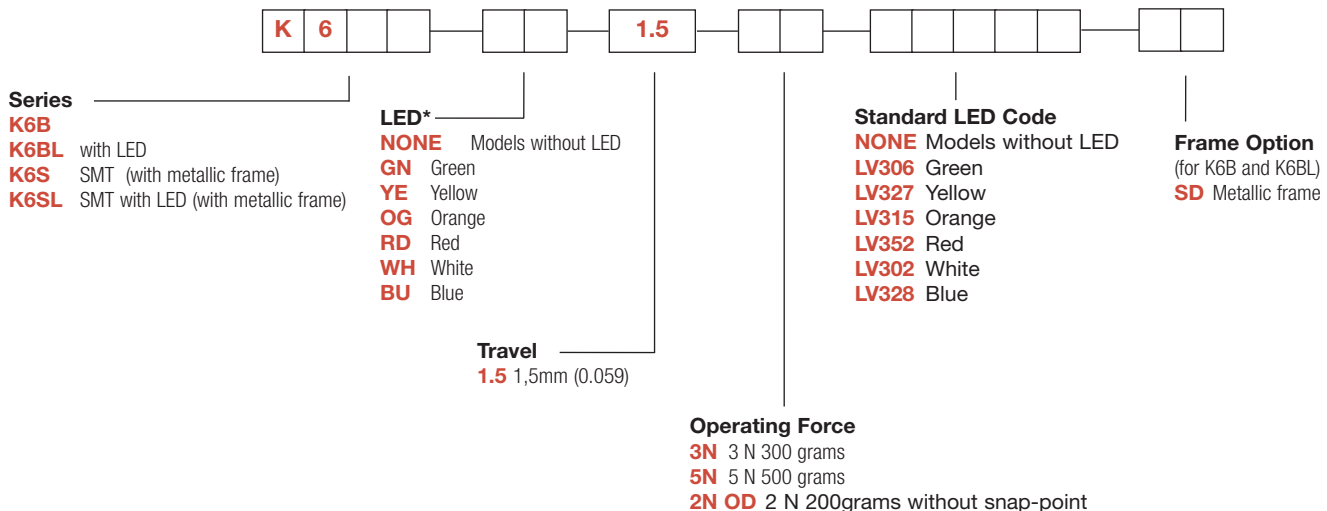 K 6 1.5
Series
K6B
K6BL with LED
K6S SMT (with metallic frame)
K6SL SMT with LED (with metallic frame)
LED*
NONE Models without LED
GN Green
YE Yellow
OG Orange
RD Red
WH White
BU Blue
Travel
1.5 1,5mm (0.059)
Operating Force
3N 3 N 300 grams
5N 5 N 500 grams
2N OD 2 N 200grams without snap-point
Standard LED Code
NONE Models without LED
LV306 Green
LV327 Yellow
LV315 Orange
LV352 Red
LV302 White
LV328 Blue
Frame Option
(for K6B and K6BL)
SD Metallic frame